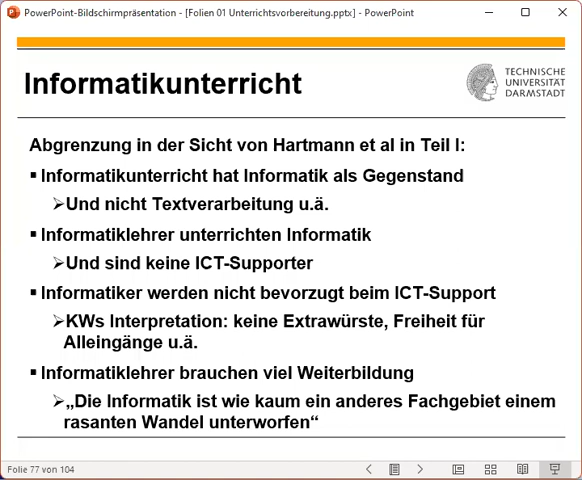 PowerPoint-Bildschirmpräsentation - [Folien 01 Unterrichtsvorbereitung.pptx] - PowerPoint
Informatikunterricht
TECHNISCHE
UNIVERSITÄT
DARMSTADT
Abgrenzung in der Sicht von Hartmann et al in Teil I:
▪ Informatikunterricht hat Informatik als Gegenstand
➢Und nicht Textverarbeitung u.ä.
▪ Informatiklehrer unterrichten Informatik
➢Und sind keine ICT-Supporter
▪ Informatiker werden nicht bevorzugt beim ICT-Support
➢KWs Interpretation: keine Extrawürste, Freiheit für
Alleingänge u.ä.
▪ Informatiklehrer brauchen viel Weiterbildung
➢„Die Informatik ist wie kaum ein anderes Fachgebiet einem
rasanten Wandel unterworfen“
Folie 77 von 104